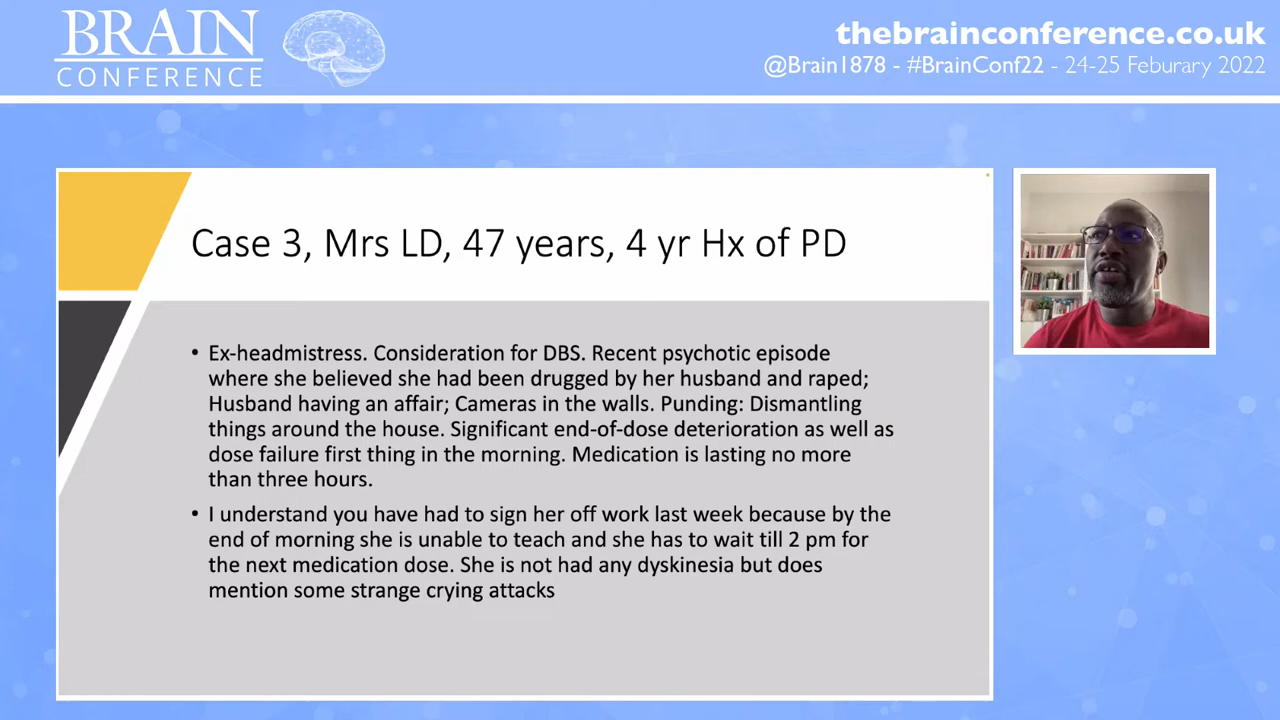 BRAIN
CONFERENCE
thebrainconference.co.uk
@Brain1878 - #BrainConf22 - 24-25 Feburary 2022
Case 3, Mrs LD, 47 years, 4 yr Hx of PD
• Ex-headmistress. Consideration for DBS. Recent psychotic episode
where she believed she had been drugged by her husband and raped;
Husband having an affair; Cameras in the walls. Punding: Dismantling
things around the house. Significant end-of-dose deterioration as well as
dose failure first thing in the morning. Medication is lasting no more
than three hours.
• I understand you have had to sign her off work last week because by the
end of morning she is unable to teach and she has to wait till 2 pm for
the next medication dose. She is not had any dyskinesia but does
mention some strange crying attacks